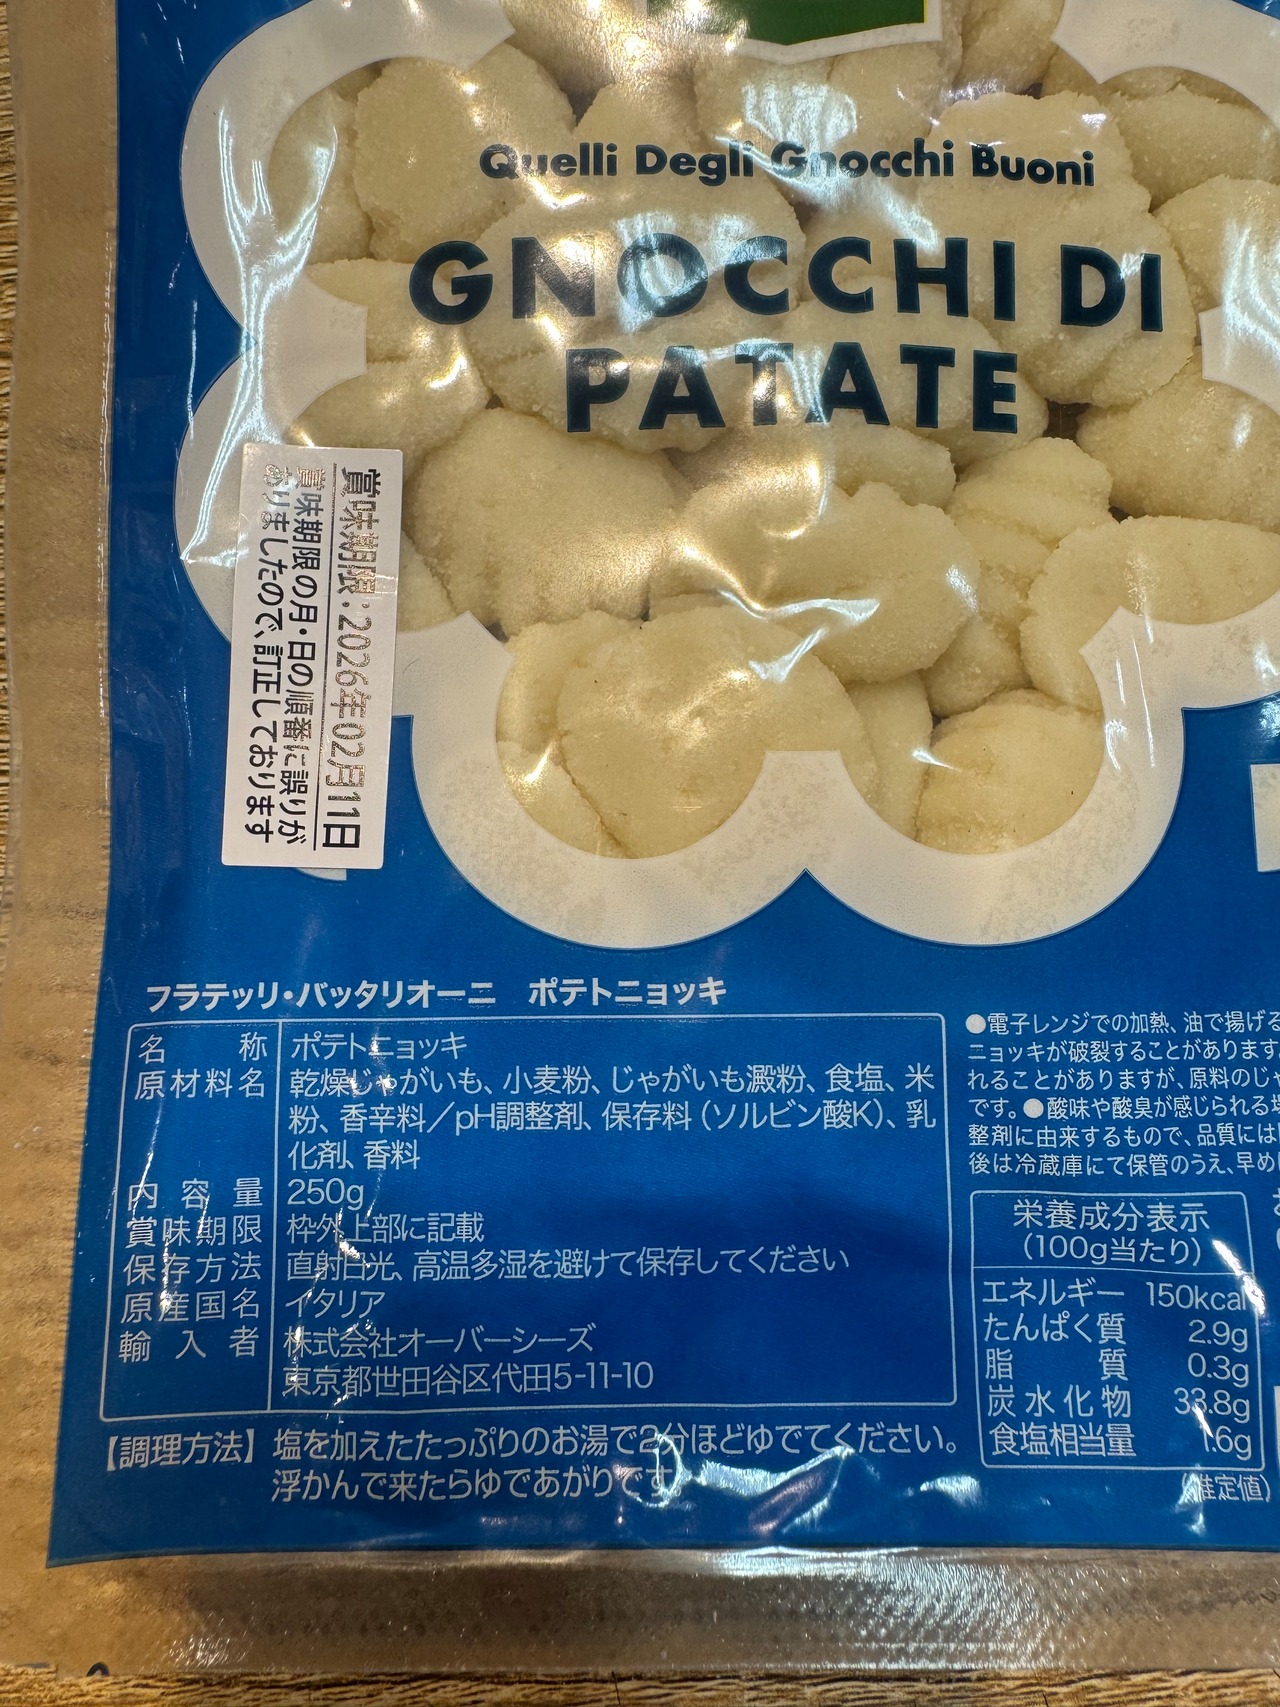 Quelli Degli Gnocchi Buoni
GNOCCHI DI
PATATE
賞味期限:2026年02月11日
賞味期限の月・日の順番に誤りが
ありましたので、訂正しております
フラテッリ・バッタリオーニ　ポテトニョッキ
名称 ポテトニョッキ
原材料名 乾燥じゃがいも、小麦粉、じゃがいも澱粉、食塩、米
粉、香辛料/pH調整剤、保存料(ソルビン酸K)、乳
化剤、香料
内容量 250g
賞味期限 枠外上部に記載
保存方法 直射日光、高温多湿を避けて保存してください
原産国名 イタリア
輸入者 株式会社オーバーシーズ
東京都世田谷区代田5-11-10
【調理方法】塩を加えたたっぷりのお湯で2分ほどゆでてください。
浮かんで来たらゆであがりです
●電子レンジでの加熱、油で揚げる
ニョッキが破裂することがあります
れることがありますが、原料のじゃ
です。●酸味や酸臭が感じられる
整剤に由来するもので、品質には
後は冷蔵庫にて保管のうえ、早め
栄養成分表示
(100g当たり)
エネルギー 150kcal
たんぱく質 2.9g
脂質 0.3g
炭水化物 33.8g
食塩相当量 1.6g
(推定値)